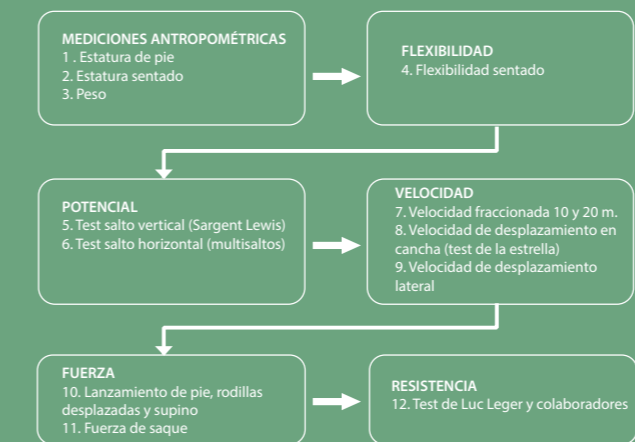 MEDICIONES ANTROPOMÉTRICAS
1 . Estatura de pie
2. Estatura sentado
3. Peso
FLEXIBILIDAD
4. Flexibilidad sentado
POTENCIAL
5. Test salto vertical (Sargent Lewis)
6. Test salto horizontal (multisaltos)
VELOCIDAD
7. Velocidad fraccionada 10 y 20 m.
8. Velocidad de desplazamiento en
cancha (test de la estrella)
9. Velocidad de desplazamiento
lateral
FUERZA
10. Lanzamiento de pie, rodillas
desplazadas y supino
11. Fuerza de saque
RESISTENCIA
12. Test de Luc Leger y colaboradores